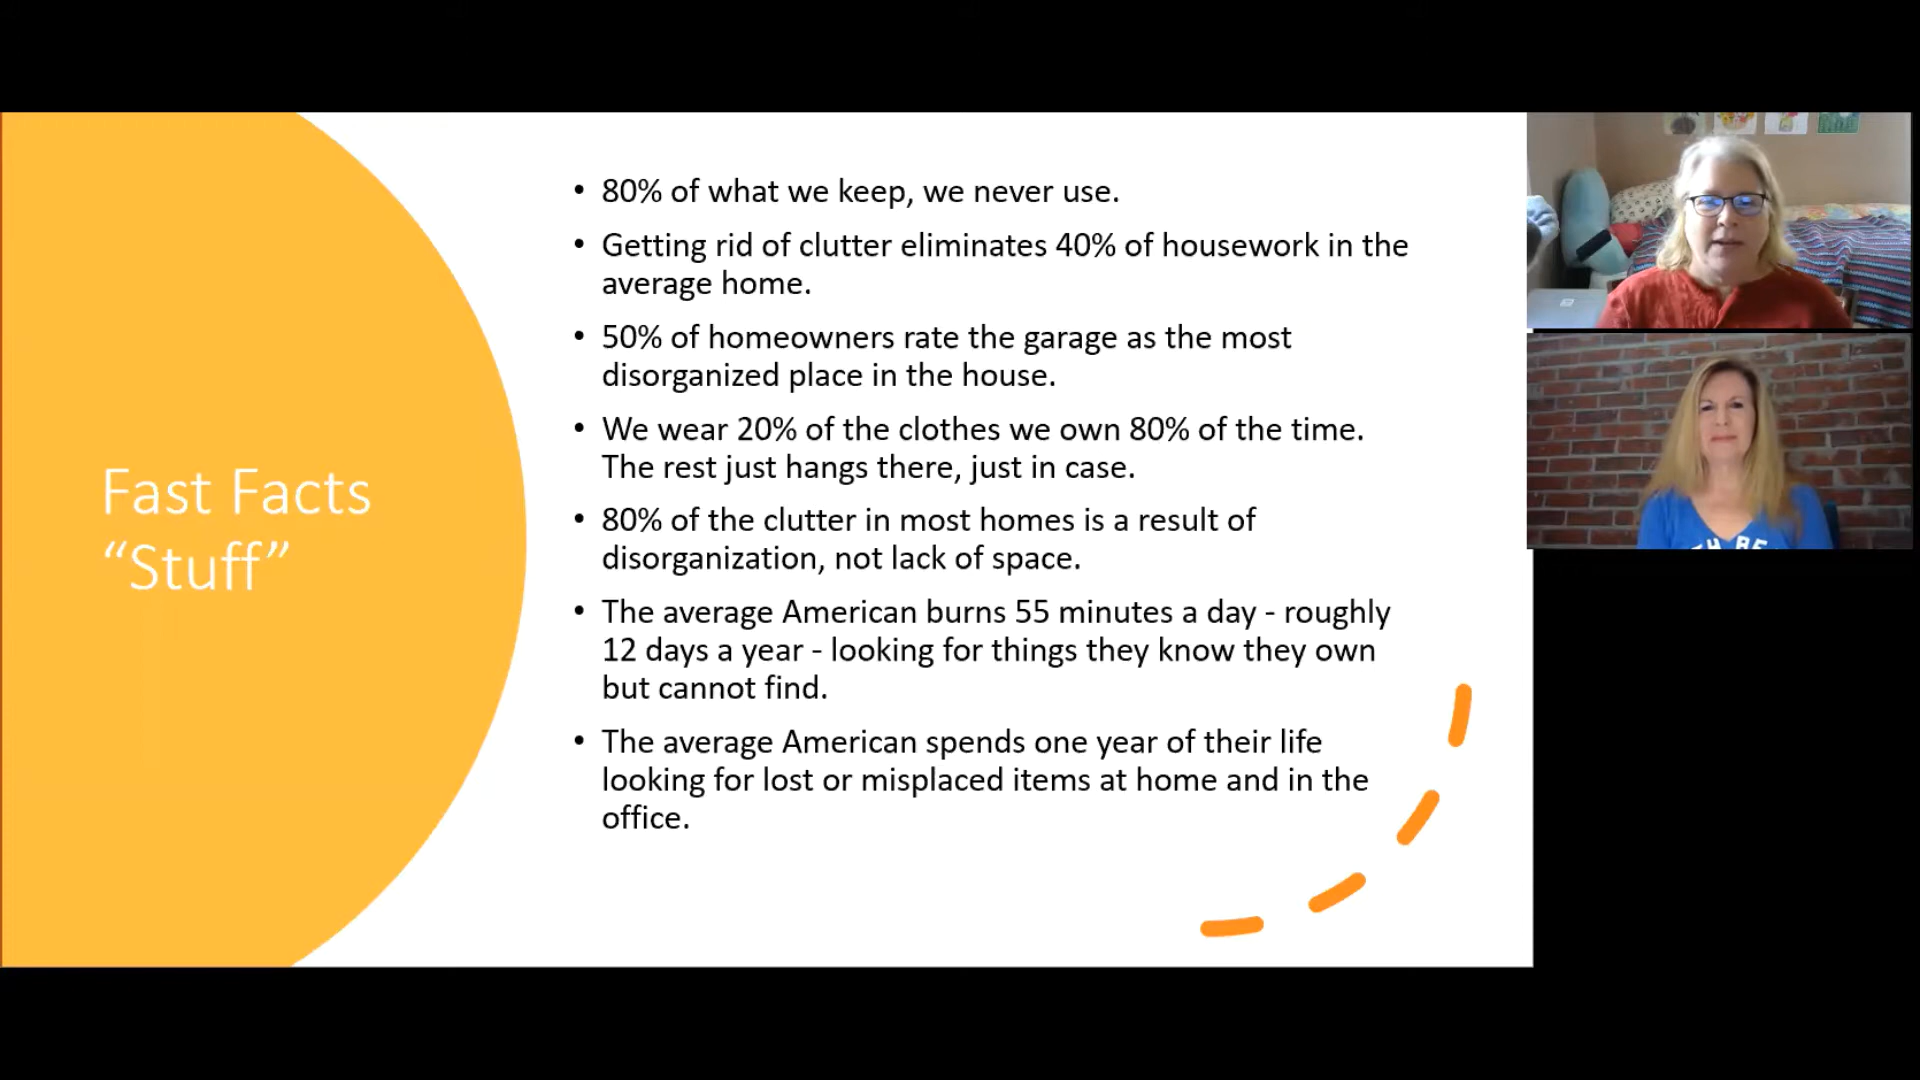 Fast Facts
“Stuff”
• 80% of what we keep, we never use.
• Getting rid of clutter eliminates 40% of housework in the
average home.
• 50% of homeowners rate the garage as the most
disorganized place in the house.
• We wear 20% of the clothes we own 80% of the time.
The rest just hangs there, just in case.
• 80% of the clutter in most homes is a result of
disorganization, not lack of space.
• The average American burns 55 minutes a day - roughly
12 days a year - looking for things they know they own
but cannot find.
• The average American spends one year of their life
looking for lost or misplaced items at home and in the
office.